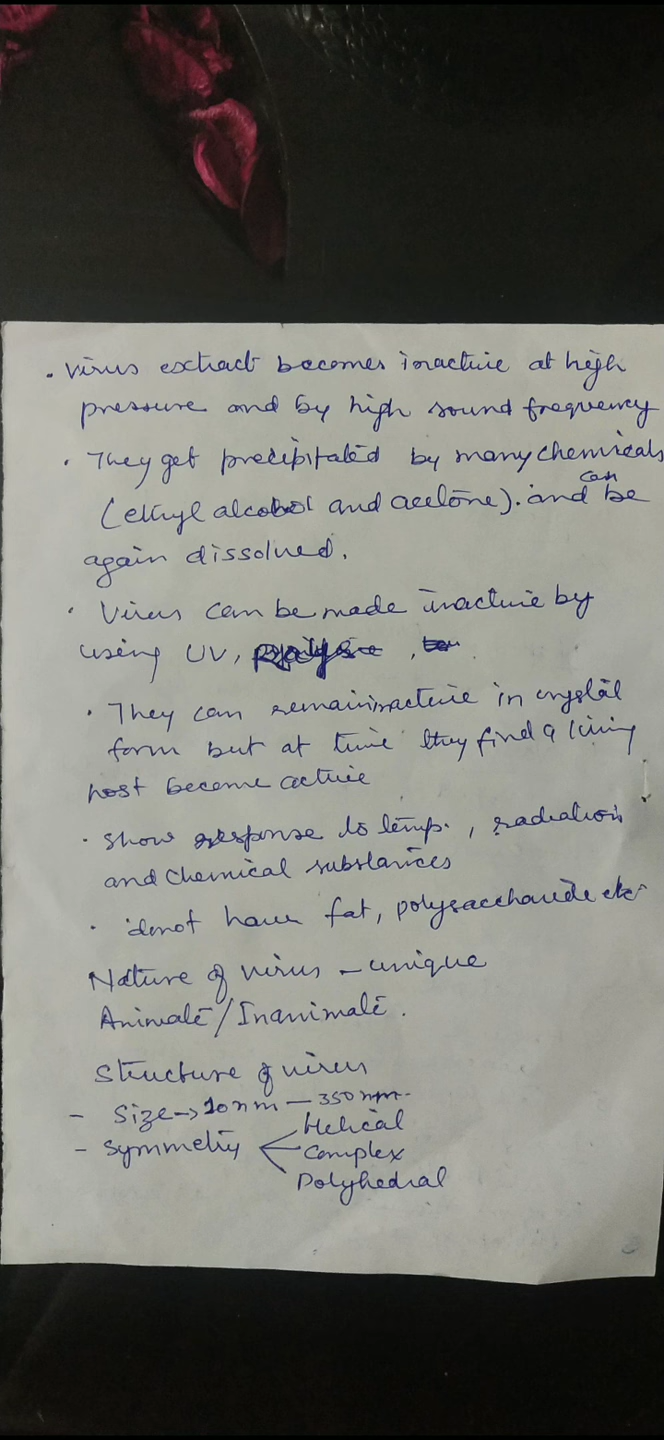 . Virus extract becomes inactive at high
pressure and by high sound frequency
. They get precipitated by many chemicals
(ethyl alcohol and acetone). and can be
again dissolved.
. Virus can be made inactive by
using UV,
. They can remain inactive in crystal
form but at time they find a living
host become active
. Show response to temp. , radiation
and chemical substances
. donot have fat, polysaccharide etc
Nature of virus – unique
Animate/Inanimate.
Structure of virus
- Size → 10nm — 350nm.
- Symmetry Helical
Complex
Polyhedral